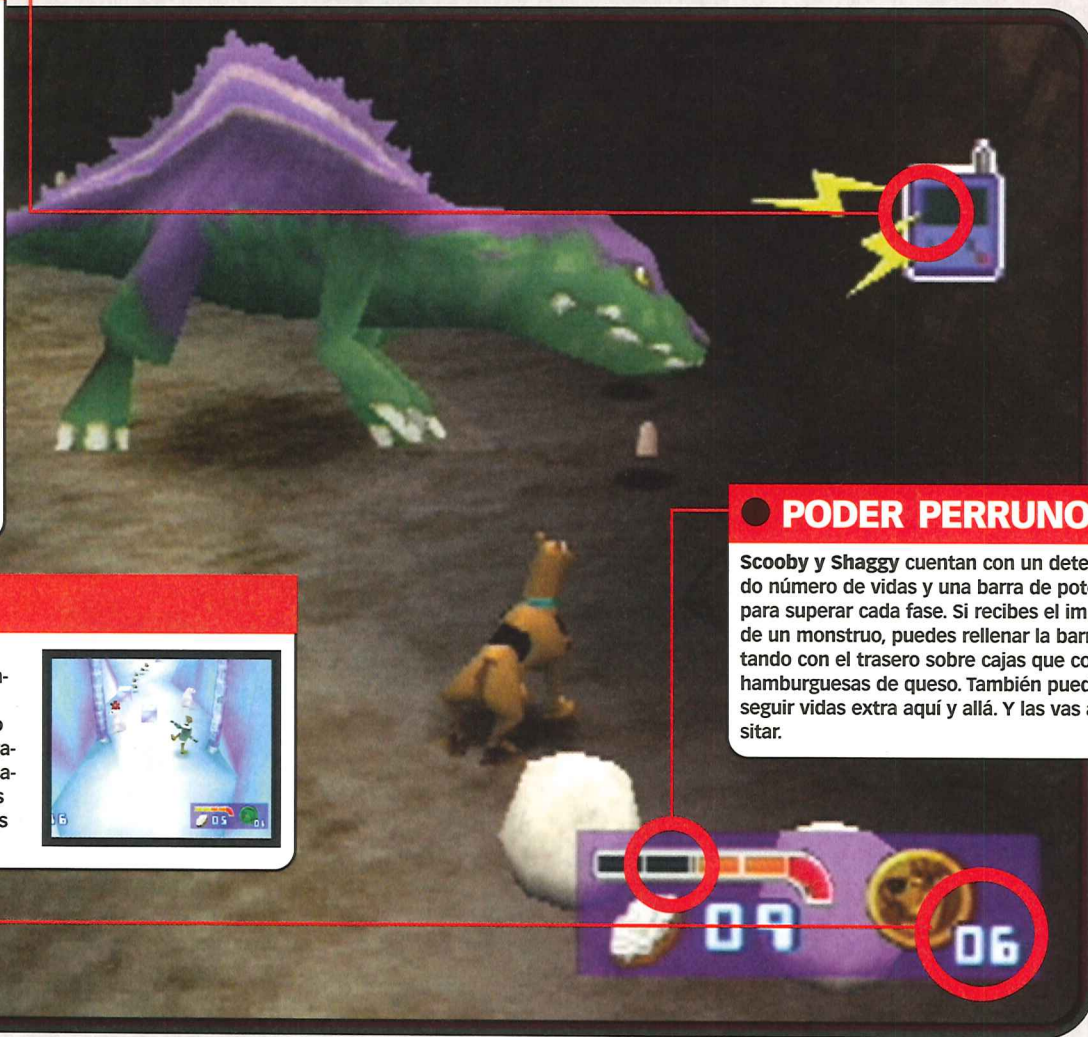 PODER PERRUNO
Scooby y Shaggy cuentan con un dete
do número de vidas y una barra de pot
para superar cada fase. Si recibes el im
de un monstruo, puedes rellenar la barr
tando con el trasero sobre cajas que co
hamburguesas de queso. También pued
seguir vidas extra aquí y allá. Y las vas a
sitar.
n-
o
a-
a-
s
s
05
09
06